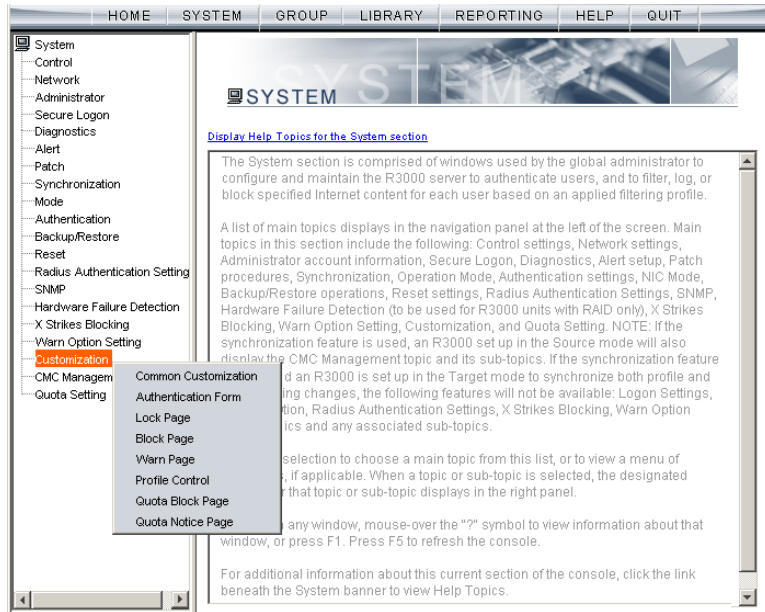 HOME SYSTEM GROUP LIBRARY REPORTING HELP QUIT
System
Control
Network
Administrator
Secure Logon
Diagnostics
Alert
Patch
Synchronization
Mode
Authentication
Backup/Restore
Reset
Radius Authentication Setting
SNMP
Hardware Failure Detection
X Strikes Blocking
Warn Option Setting
Customization
CMC Managem
Quota Setting
Common Customization
Authentication Form
Lock Page
Block Page
Warn Page
Profile Control
Quota Block Page
Quota Notice Page
SYSTEM
SYSTEM
Display Help Topics for the System section
The System section is comprised of windows used by the global administrator to
configure and maintain the R3000 server to authenticate users, and to filter, log, or
block specified Internet content for each user based on an applied filtering profile.
A list of main topics displays in the navigation panel at the left of the screen. Main
topics in this section include the following: Control settings, Network settings,
Administrator account information, Secure Logon, Diagnostics, Alert setup, Patch
procedures, Synchronization, Operation Mode, Authentication settings, NIC Mode,
Backup/Restore operations, Reset settings, Radius Authentication Settings, SNMP,
Hardware Failure Detection (to be used for R3000 units with RAID only), X Strikes
Blocking, Warn Option Setting, Customization, and Quota Setting. NOTE: If the
synchronization feature is used, an R3000 set up in the Source mode will also
display the CMC Management topic and its sub-topics. If the synchronization feature
d an R3000 is set up in the Target mode to synchronize both profile and
ing changes, the following features will not be available: Logon Settings,
tion, Radius Authentication Settings, X Strikes Blocking, Warn Option
ics and any associated sub-topics.
selection to choose a main topic from this list, or to view a menu of
s, if applicable. When a topic or sub-topic is selected, the designated
r that topic or sub-topic displays in the right panel.
any window, mouse-over the "?" symbol to view information about that
window, or press F1. Press F5 to refresh the console.
For additional information about this current section of the console, click the link
beneath the System banner to view Help Topics.